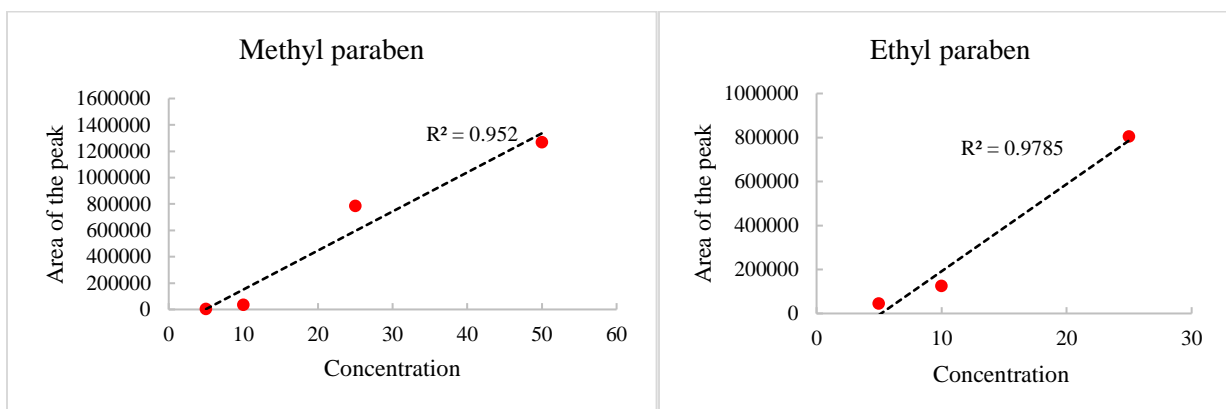 Methyl paraben
1600000
1400000
1200000
1000000
800000
600000
400000
200000
0
R² = 0.952
0 10 20 30 40 50 60
Area of the peak
Concentration
Ethyl paraben
1000000
800000
600000
400000
200000
0
R² = 0.9785
0 10 20 30
Area of the peak
Concentration